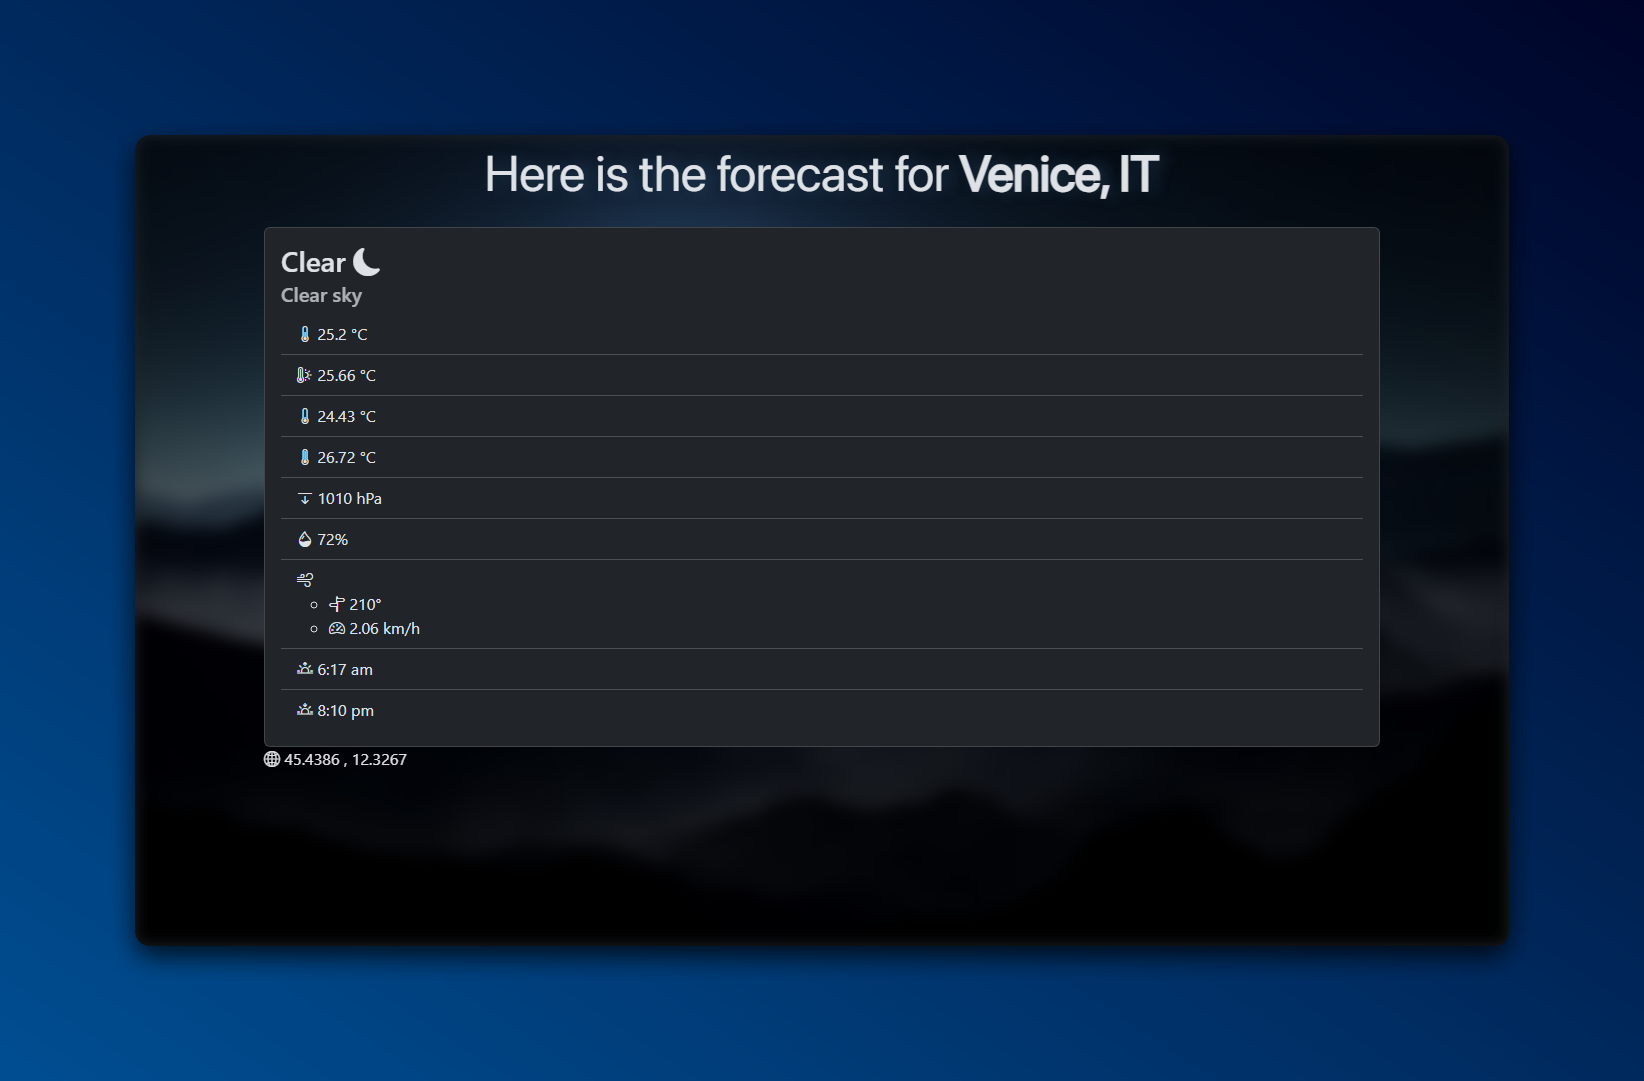 Here is the forecast for Venice, IT
Clear
Clear sky
25.2 °C
25.66 °C
24.43 °C
26.72 °C
1010 hPa
72%
210°
2.06 km/h
6:17 am
8:10 pm
45.4386 , 12.3267